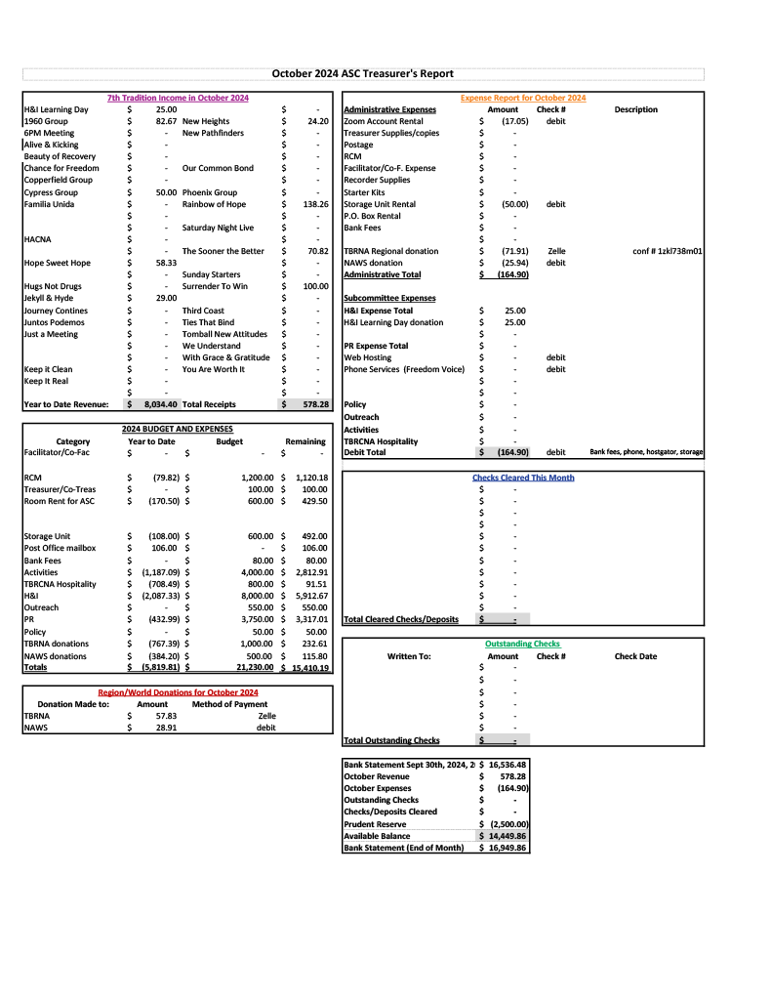 October 2024 ASC Treasurer's Report
7th Tradition Income in October 2024
H&I Learning Day $ 25.00 $ -
1960 Group $ 82.67 New Heights $ 24.20
6PM Meeting $ - New Pathfinders $ -
Alive & Kicking $ - $ -
Beauty of Recovery $ - $ -
Chance for Freedom $ - Our Common Bond $ -
Copperfield Group $ - $ -
Cypress Group $ 50.00 Phoenix Group $ -
Familia Unida $ - Rainbow of Hope $ 138.26
$ - $ -
$ - Saturday Night Live $ -
HACNA $ - $ -
$ - The Sooner the Better $ 70.82
Hope Sweet Hope $ 58.33 $ -
$ - Sunday Starters $ -
Hugs Not Drugs $ - Surrender To Win $ 100.00
Jekyll & Hyde $ 29.00 $ -
Journey Contines $ - Third Coast $ -
Juntos Podemos $ - Ties That Bind $ -
Just a Meeting $ - Tomball New Attitudes $ -
$ - We Understand $ -
$ - With Grace & Gratitude $ -
Keep it Clean $ - You Are Worth It $ -
Keep It Real $ - $ -
$ - $ -
Year to Date Revenue: $ 8,034.40 Total Receipts $ 578.28
2024 BUDGET AND EXPENSES
Category Year to Date Budget Remaining
Facilitator/Co-Fac $ - $ - $ -
RCM $ (79.82) $ 1,200.00 $ 1,120.18
Treasurer/Co-Treas $ - $ 100.00 $ 100.00
Room Rent for ASC $ (170.50) $ 600.00 $ 429.50
Storage Unit $ (108.00) $ 600.00 $ 492.00
Post Office mailbox $ 106.00 $ - $ 106.00
Bank Fees $ - $ 80.00 $ 80.00
Activities $ (1,187.09) $ 4,000.00 $ 2,812.91
TBRCNA Hospitality $ (708.49) $ 800.00 $ 91.51
H&I $ (2,087.33) $ 8,000.00 $ 5,912.67
Outreach $ - $ 550.00 $ 550.00
PR $ (432.99) $ 3,750.00 $ 3,317.01
Policy $ - $ 50.00 $ 50.00
TBRNA donations $ (767.39) $ 1,000.00 $ 232.61
NAWS donations $ (384.20) $ 500.00 $ 115.80
Totals $ (5,819.81) $ 21,230.00 $ 15,410.19
Region/World Donations for October 2024
Donation Made to: Amount Method of Payment
TBRNA $ 57.83 Zelle
NAWS $ 28.91 debit
Expense Report for October 2024
Administrative Expenses Amount Check # Description
Zoom Account Rental $ (17.05) debit
Treasurer Supplies/copies $ -
Postage $ -
RCM $ -
Facilitator/Co-F. Expense $ -
Recorder Supplies $ -
Starter Kits $ -
Storage Unit Rental $ (50.00) debit
P.O. Box Rental $ -
Bank Fees $ -
$ -
TBRNA Regional donation $ (71.91) Zelle conf # 1zkl738m01
NAWS donation $ (25.94) debit
Administrative Total $ (164.90)
Subcommittee Expenses
H&I Expense Total $ 25.00
H&I Learning Day donation $ 25.00
$ -
PR Expense Total $ -
Web Hosting $ - debit
Phone Services (Freedom Voice) $ - debit
$ -
$ -
Policy $ -
Outreach $ -
Activities $ -
TBRCNA Hospitality $ -
Debit Total $ (164.90) debit Bank fees, phone, hostgator, storage
Checks Cleared This Month
$ -
$ -
$ -
$ -
$ -
$ -
$ -
$ -
$ -
$ -
$ -
Total Cleared Checks/Deposits $ -
Outstanding Checks
Written To: Amount Check # Check Date
$ -
$ -
$ -
$ -
$ -
$ -
Total Outstanding Checks $ -
Bank Statement Sept 30th, 2024, 2 $ 16,536.48
October Revenue $ 578.28
October Expenses $ (164.90)
Outstanding Checks $ -
Checks/Deposits Cleared $ -
Prudent Reserve $ (2,500.00)
Available Balance $ 14,449.86
Bank Statement (End of Month) $ 16,949.86